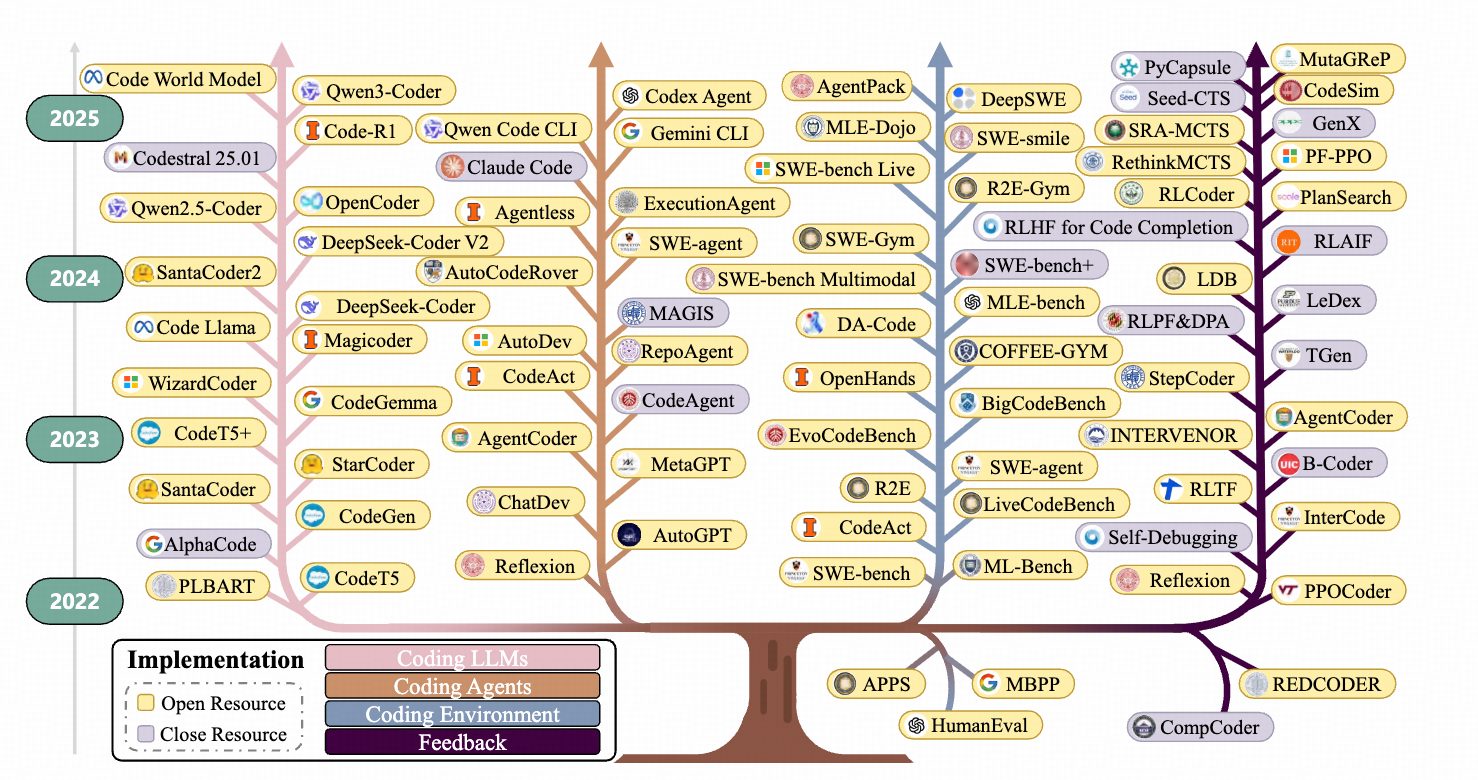 2025
2024
2023
2022
Code World Model
Codestral 25.01
Qwen2.5-Coder
SantaCoder2
Code Llama
WizardCoder
CodeT5+
SantaCoder
AlphaCode
PLBART
Qwen3-Coder
Code-R1
OpenCoder
DeepSeek-Coder V2
DeepSeek-Coder
Magicoder
CodeGemma
StarCoder
CodeGen
CodeT5
Qwen Code CLI
Claude Code
Agentless
AutoCodeRover
AutoDev
CodeAct
AgentCoder
ChatDev
Reflexion
Codex Agent
Gemini CLI
ExecutionAgent
SWE-agent
MAGIS
RepoAgent
CodeAgent
MetaGPT
AutoGPT
AgentPack
MLE-Dojo
SWE-bench Live
SWE-Gym
SWE-bench Multimodal
DA-Code
OpenHands
EvoCodeBench
R2E
CodeAct
SWE-bench
DeepSWE
SWE-smile
R2E-Gym
SWE-bench+
MLE-bench
COFFEE-GYM
BigCodeBench
SWE-agent
LiveCodeBench
ML-Bench
PyCapsule
Seed-CTS
SRA-MCTS
RethinkMCTS
RLCoder
RLHF for Code Completion
LDB
RLPF&DPA
StepCoder
INTERVENOR
RLTF
Self-Debugging
Reflexion
MutaGReP
CodeSim
GenX
PF-PPO
PlanSearch
RLAIF
LeDex
TGen
AgentCoder
B-Coder
InterCode
PPOCoder
APPS
MBPP
HumanEval
REDCODER
CompCoder
Implementation
Open Resource
Close Resource
Coding LLMs
Coding Agents
Coding Environment
Feedback